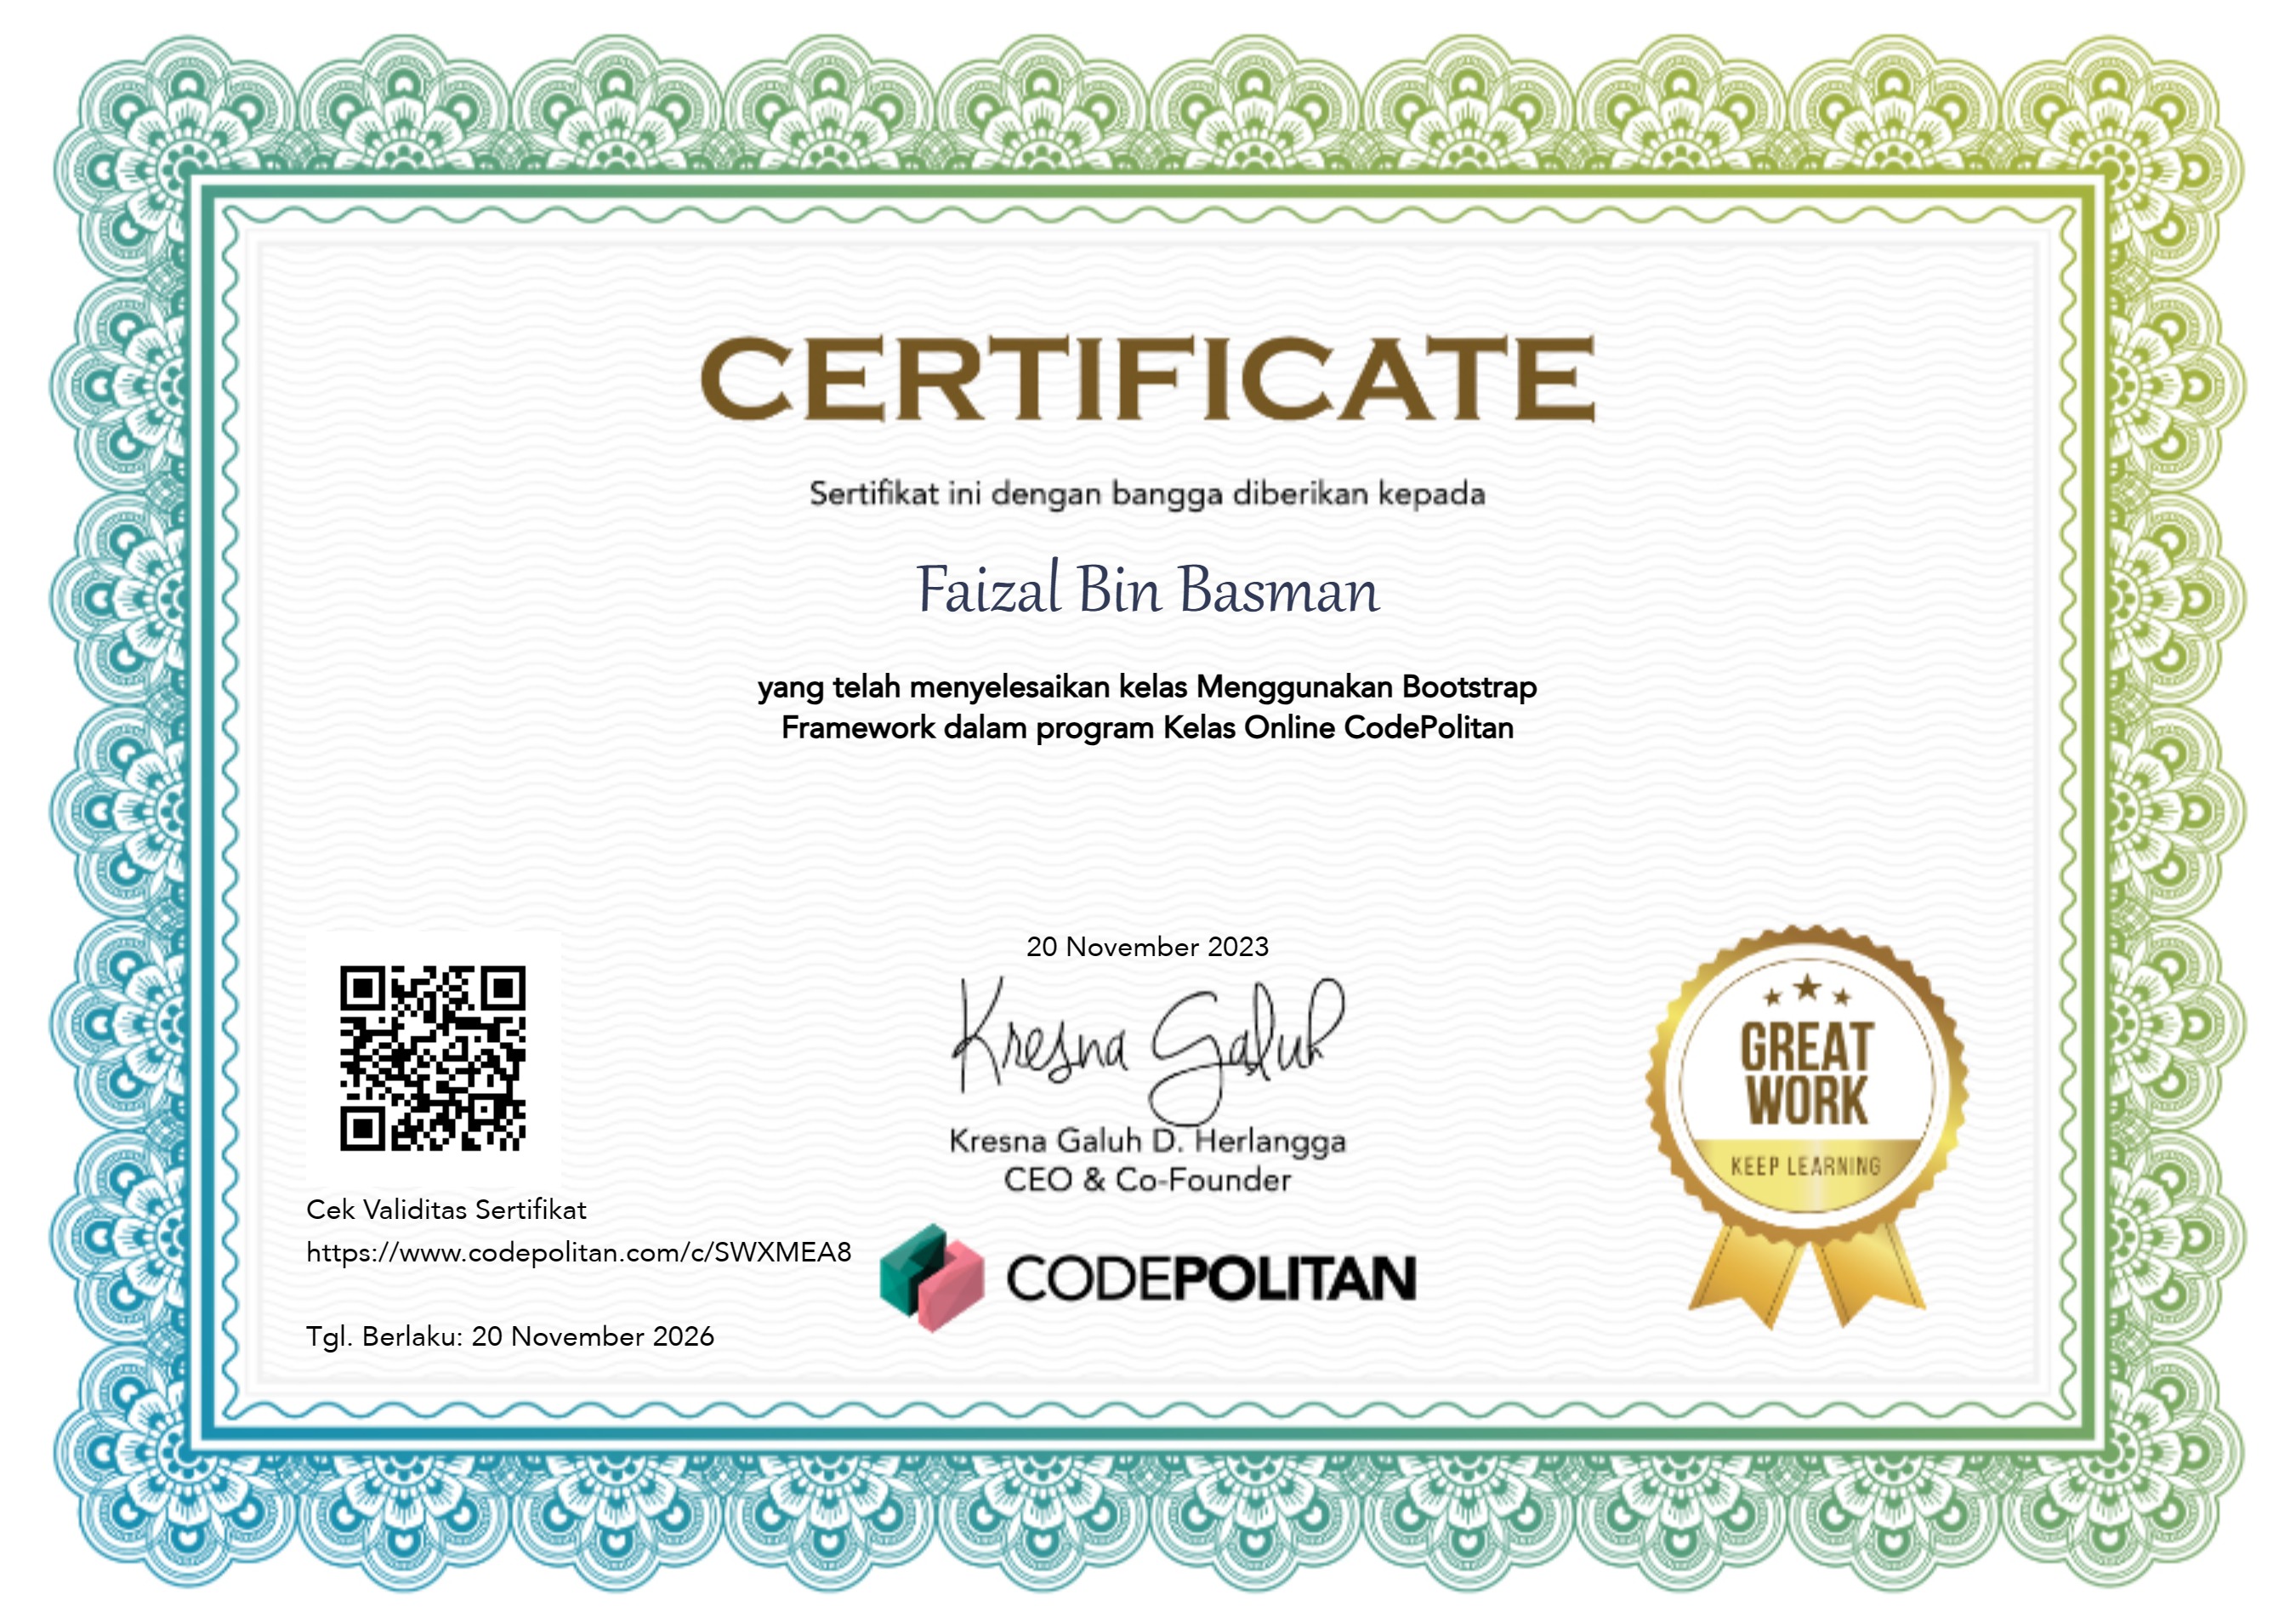 CERTIFICATE
Sertifikat ini dengan bangga diberikan kepada
Faizal Bin Basman
yang telah menyelesaikan kelas Menggunakan Bootstrap
Framework dalam program Kelas Online CodePolitan
20 November 2023
Kresna Galuh
Kresna Galuh D. Herlangga
CEO & Co-Founder
CODEPOLITAN
Cek Validitas Sertifikat
https://www.codepolitan.com/c/SWXMEA8
Tgl. Berlaku: 20 November 2026
GREAT
WORK
KEEP LEARNING